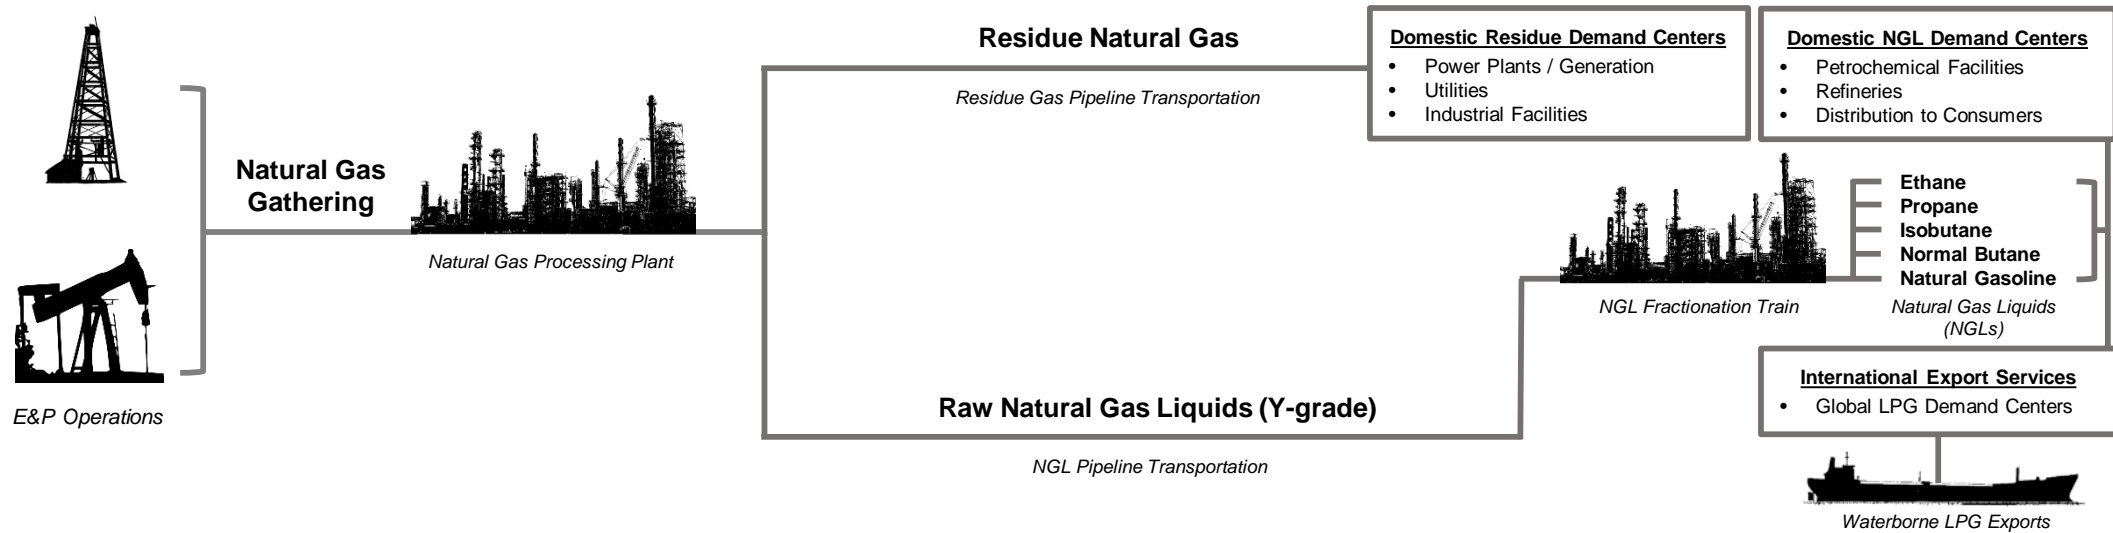 E&P Operations
Natural Gas
Gathering
Natural Gas Processing Plant
Residue Natural Gas
Residue Gas Pipeline Transportation
Domestic Residue Demand Centers
• Power Plants / Generation
• Utilities
• Industrial Facilities
Raw Natural Gas Liquids (Y-grade)
NGL Pipeline Transportation
NGL Fractionation Train
Ethane
Propane
Isobutane
Normal Butane
Natural Gasoline
Natural Gas Liquids
(NGLs)
Domestic NGL Demand Centers
• Petrochemical Facilities
• Refineries
• Distribution to Consumers
International Export Services
• Global LPG Demand Centers
Waterborne LPG Exports